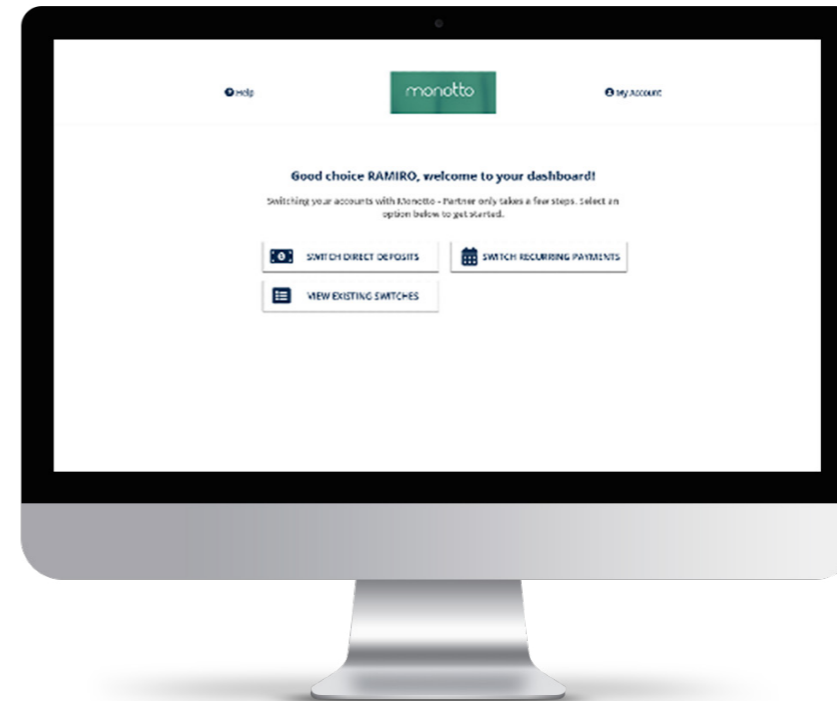 Help
monotto
My Account
Good choice RAMIRO, welcome to your dashboard!
Switching your accounts with Monotto - Partner only takes a few steps. Select an
option below to get started.
SWITCH DIRECT DEPOSITS
SWITCH RECURRING PAYMENTS
VIEW EXISTING SWITCHES